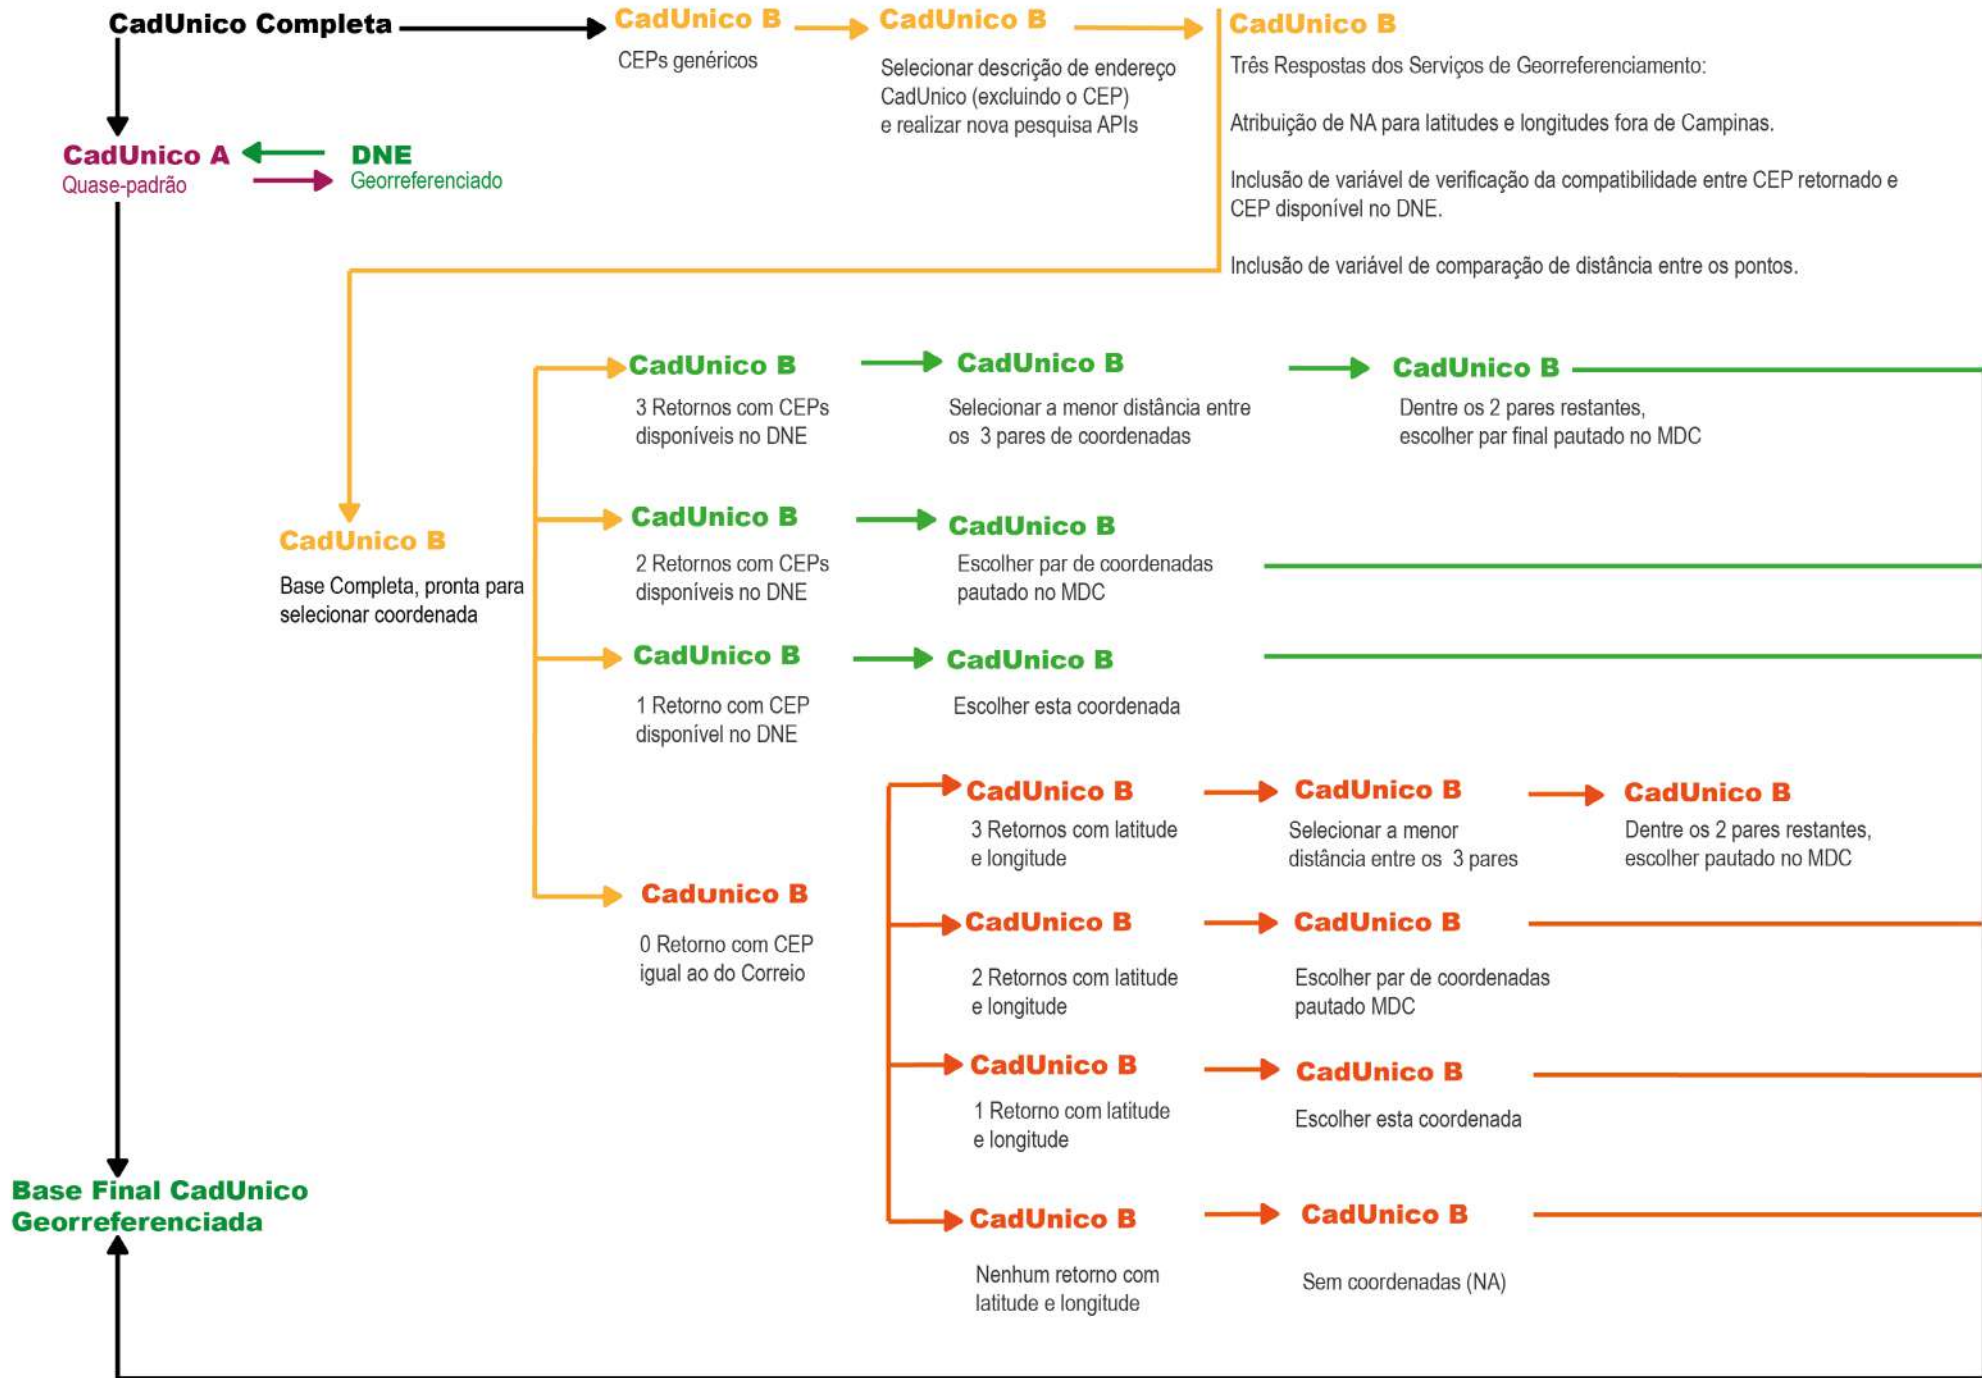 CadUnico Completa
CadUnico B
CEPs genéricos
CadUnico B
Selecionar descrição de endereço
CadUnico (excluindo o CEP)
e realizar nova pesquisa APIs
CadUnico B
Três Respostas dos Serviços de Georreferenciamento:
Atribuição de NA para latitudes e longitudes fora de Campinas.
Inclusão de variável de verificação da compatibilidade entre CEP retornado e
CEP disponível no DNE.
Inclusão de variável de comparação de distância entre os pontos.
CadUnico A
Quase-padrão
DNE
Georreferenciado
CadUnico B
Base Completa, pronta para
selecionar coordenada
CadUnico B
3 Retornos com CEPs
disponíveis no DNE
CadUnico B
Selecionar a menor distância entre
os 3 pares de coordenadas
CadUnico B
Dentre os 2 pares restantes,
escolher par final pautado no MDC
CadUnico B
2 Retornos com CEPs
disponíveis no DNE
CadUnico B
Escolher par de coordenadas
pautado no MDC
CadUnico B
1 Retorno com CEP
disponível no DNE
CadUnico B
Escolher esta coordenada
Cadunico B
0 Retorno com CEP
igual ao do Correio
CadUnico B
3 Retornos com latitude
e longitude
CadUnico B
Selecionar a menor
distância entre os 3 pares
CadUnico B
Dentre os 2 pares restantes,
escolher pautado no MDC
CadUnico B
2 Retornos com latitude
e longitude
CadUnico B
Escolher par de coordenadas
pautado MDC
CadUnico B
1 Retorno com latitude
e longitude
CadUnico B
Escolher esta coordenada
CadUnico B
Nenhum retorno com
latitude e longitude
CadUnico B
Sem coordenadas (NA)
Base Final CadUnico
Georreferenciada